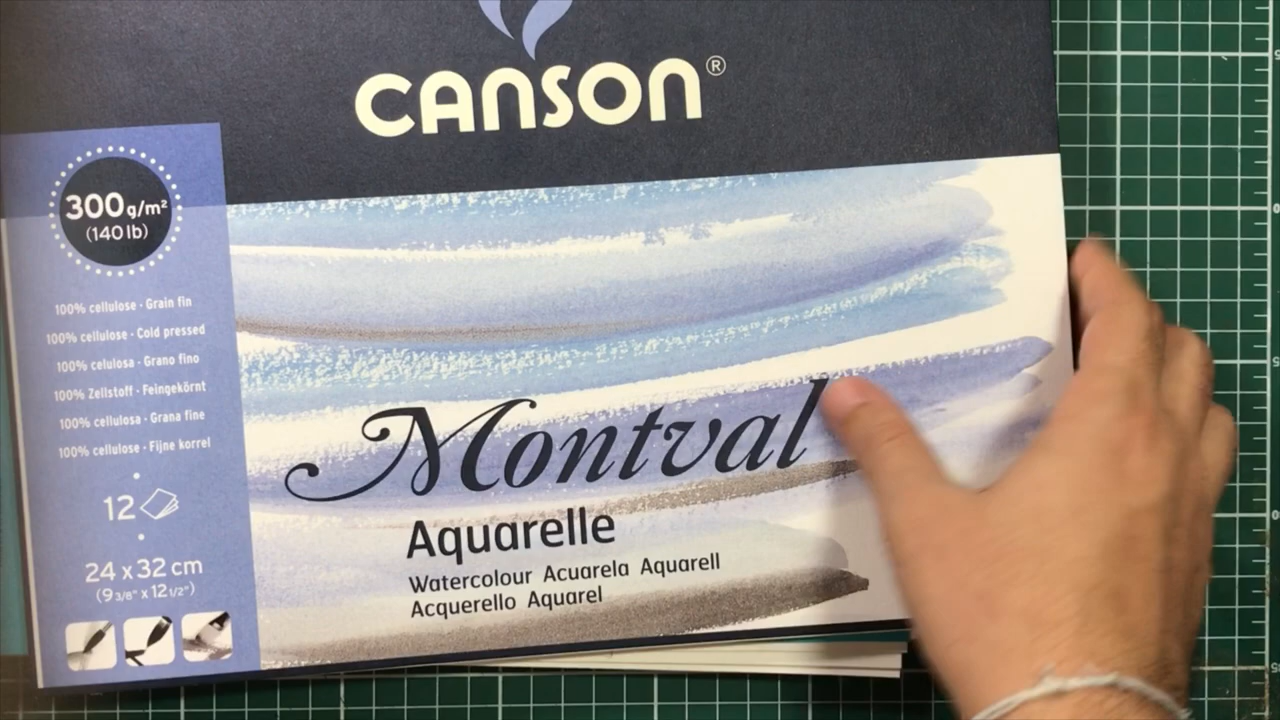 CANSON®
300 g/m²
(140 lb)
100% cellulose - Grain fin
100% cellulose - Cold pressed
100% celulosa - Grano fino
100% Zellstoff - Feingekörnt
100% cellulosa - Grana fine
100% cellulose - Fijne korrel
12
24 x 32 cm
(9 3/8" x 12 1/2")
Montval
Aquarelle
Watercolour Acuarela Aquarell
Acquerello Aquarel